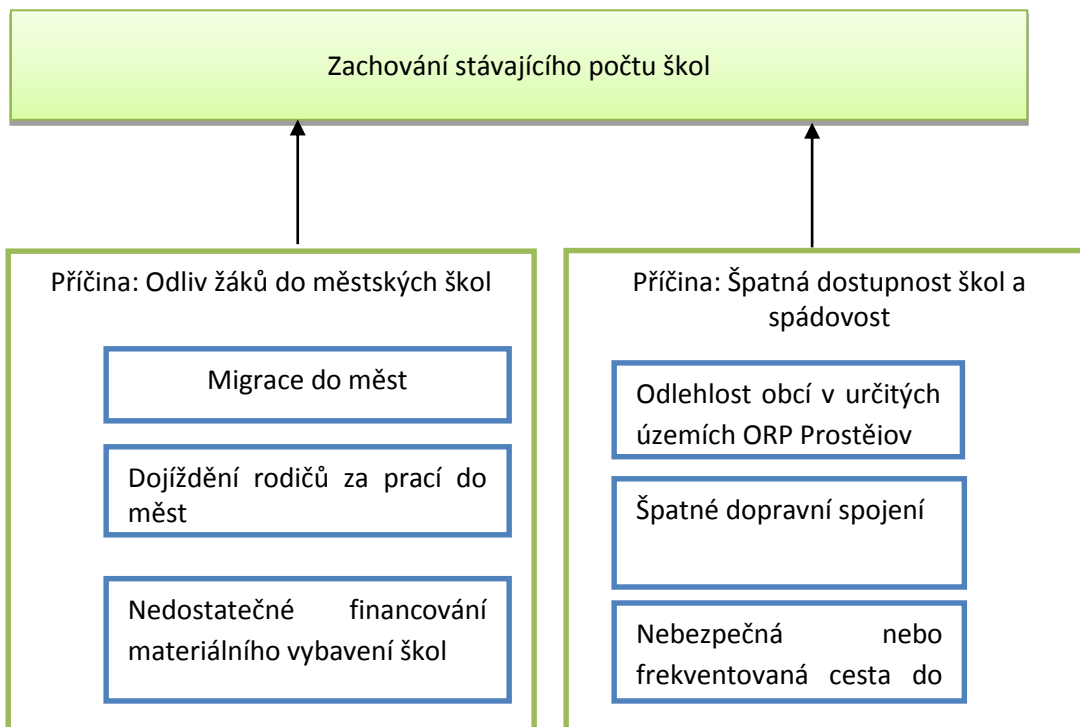 Zachování stávajícího počtu škol
Příčina: Odliv žáků do městských škol
Migrace do měst
Dojíždění rodičů za prací do
měst
Nedostatečné financování
materiálního vybavení škol
Příčina: Špatná dostupnost škol a
spádovost
Odlehlost obcí v určitých
územích ORP Prostějov
Špatné dopravní spojení
Nebezpečná nebo
frekventovaná cesta do